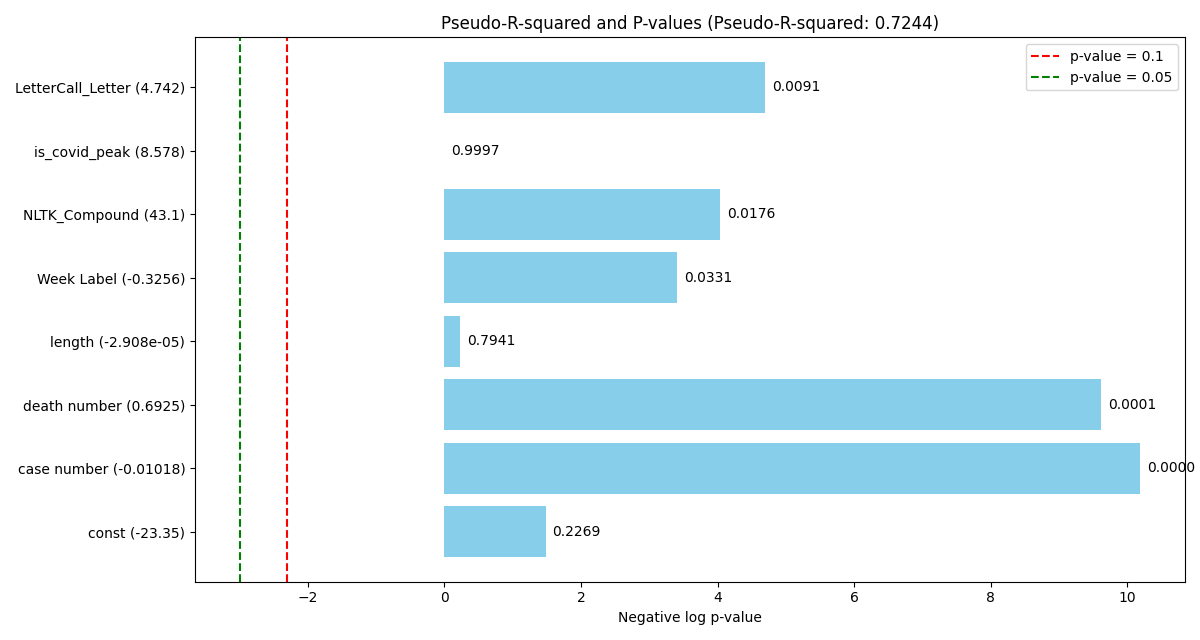 Pseudo-R-squared and P-values (Pseudo-R-squared: 0.7244)
p-value = 0.1
p-value = 0.05
LetterCall_Letter (4.742)
0.0091
is_covid_peak (8.578)
0.9997
NLTK_Compound (43.1)
0.0176
Week Label (-0.3256)
0.0331
length (-2.908e-05)
0.7941
death number (0.6925)
0.0001
case number (-0.01018)
0.0000
const (-23.35)
0.2269
−2 0 2 4 6 8 10
Negative log p-value